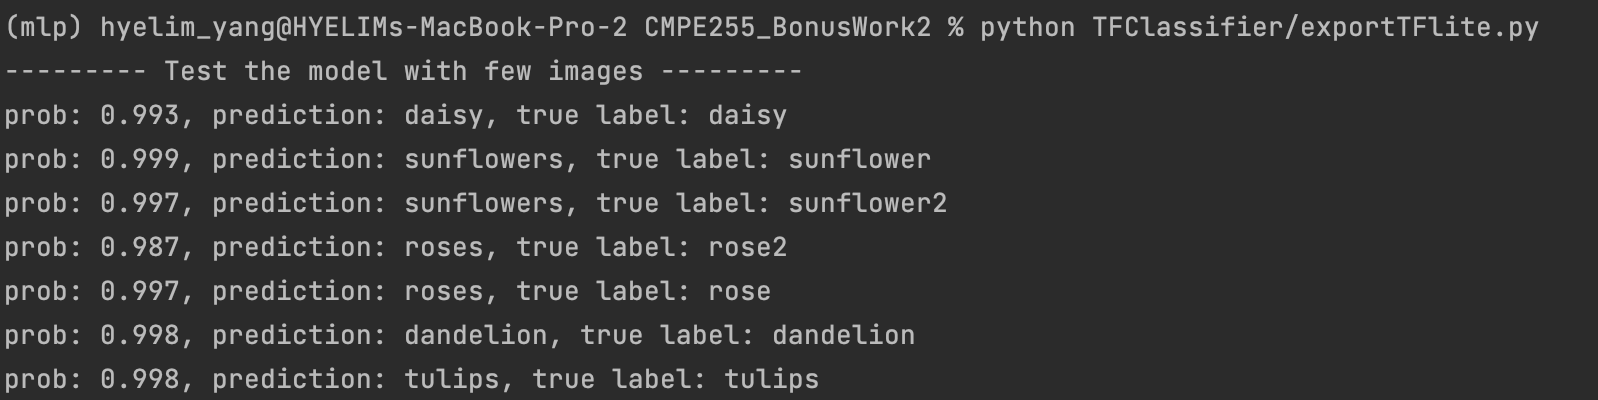 (mlp) hyelim_yang@HYELIMs-MacBook-Pro-2 CMPE255_BonusWork2 % python TFClassifier/exportTFlite.py
--------- Test the model with few images ---------
prob: 0.993, prediction: daisy, true label: daisy
prob: 0.999, prediction: sunflowers, true label: sunflower
prob: 0.997, prediction: sunflowers, true label: sunflower2
prob: 0.987, prediction: roses, true label: rose2
prob: 0.997, prediction: roses, true label: rose
prob: 0.998, prediction: dandelion, true label: dandelion
prob: 0.998, prediction: tulips, true label: tulips